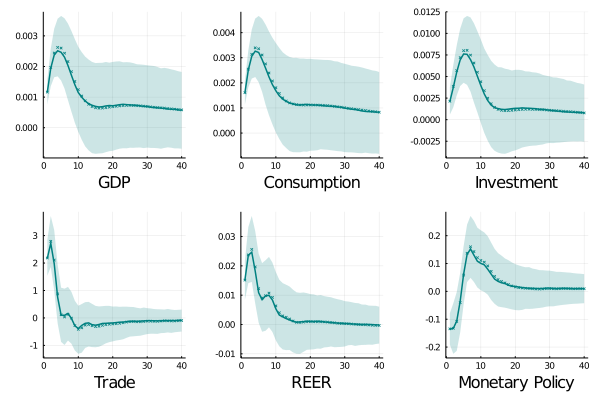 0.003
0.002
0.001
0.000
0 10 20 30 40
GDP
0.004
0.003
0.002
0.001
0.000
0 10 20 30 40
Consumption
0.0125
0.0100
0.0075
0.0050
0.0025
0.0000
-0.0025
0 10 20 30 40
Investment
3
2
1
0
-1
0 10 20 30 40
Trade
0.03
0.02
0.01
0.00
-0.01
0 10 20 30 40
REER
0.2
0.1
0.0
-0.1
-0.2
0 10 20 30 40
Monetary Policy